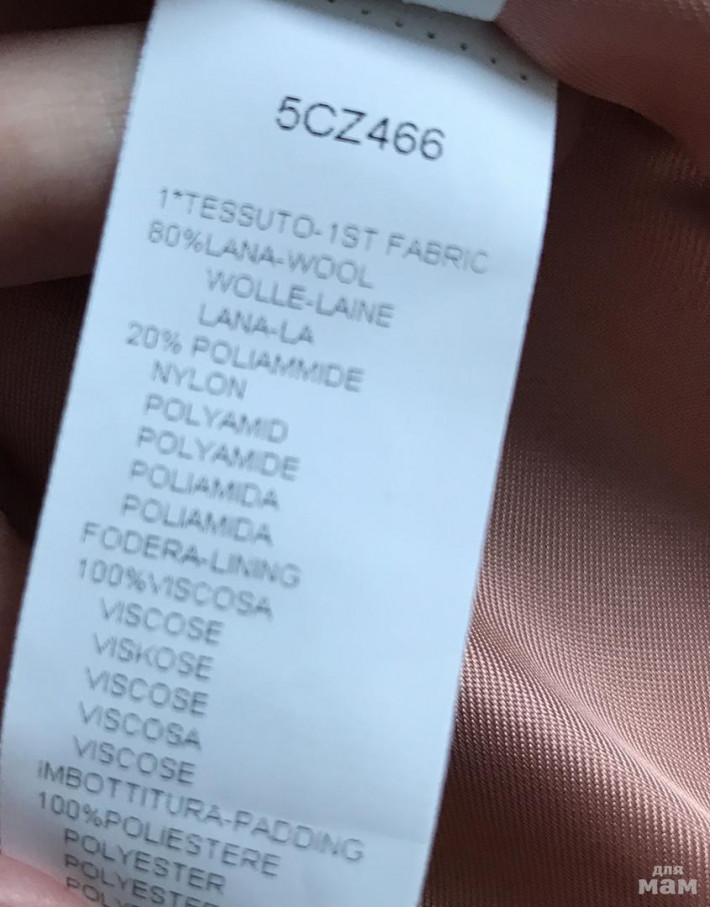 5CZ466
1*TESSUTO-1ST FABRIC
80%LANA-WOOL
WOLLE-LAINE
LANA-LA
20% POLIAMMIDE
NYLON
POLYAMID
POLYAMIDE
POLIAMIDA
POLIAMIDA
FODERA-LINING
100%VISCOSA
VISCOSE
VISKOSE
VISCOSE
VISCOSA
VISCOSE
IMBOTTITURA-PADDING
100%POLIESTERE
POLYESTER
POLYESTER
для
мам